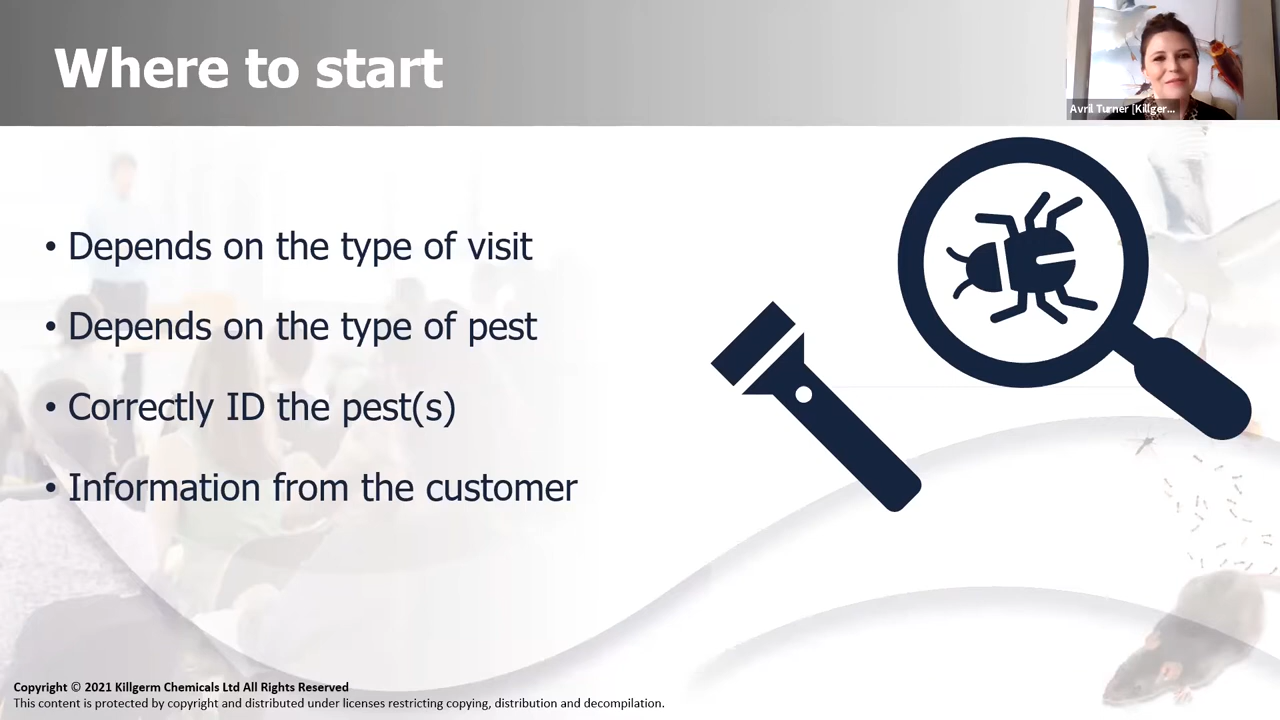 Where to start
Avril Turner [Killger...
• Depends on the type of visit
• Depends on the type of pest
• Correctly ID the pest(s)
• Information from the customer
Copyright © 2021 Killgerm Chemicals Ltd All Rights Reserved
This content is protected by copyright and distributed under licenses restricting copying, distribution and decompilation.